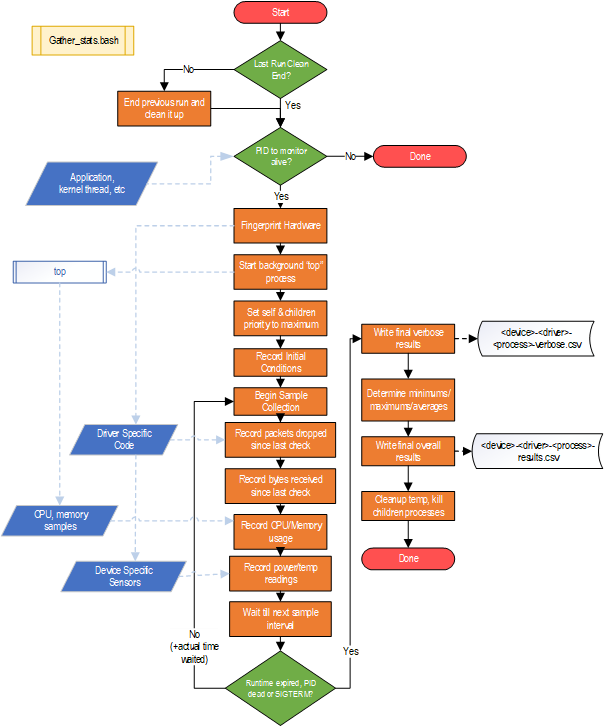 Start
Gather_stats.bash
Last Run Clean
End?
No
Yes
End previous run and
clean it up
PID to monitor
alive?
No
Done
Application,
kernel thread, etc
Yes
Fingerprint Hardware
Start background "top"
process
top
Set self & children
priority to maximum
Record Initial
Conditions
Begin Sample
Collection
Driver Specific
Code
Record packets dropped
since last check
Record bytes received
since last check
CPU, memory
samples
Record CPU/Memory
usage
Device Specific
Sensors
Record power/temp
readings
Wait till next sample
interval
No
(+actual time
waited)
Runtime expired, PID
dead or SIGTERM?
Yes
Write final verbose
results
<device>-<driver>-
<process>-verbose.csv
Determine minimums/
maximums/averages
Write final overall
results
<device>-<driver>-<process>-
results.csv
Cleanup temp, kill
children processes
Done